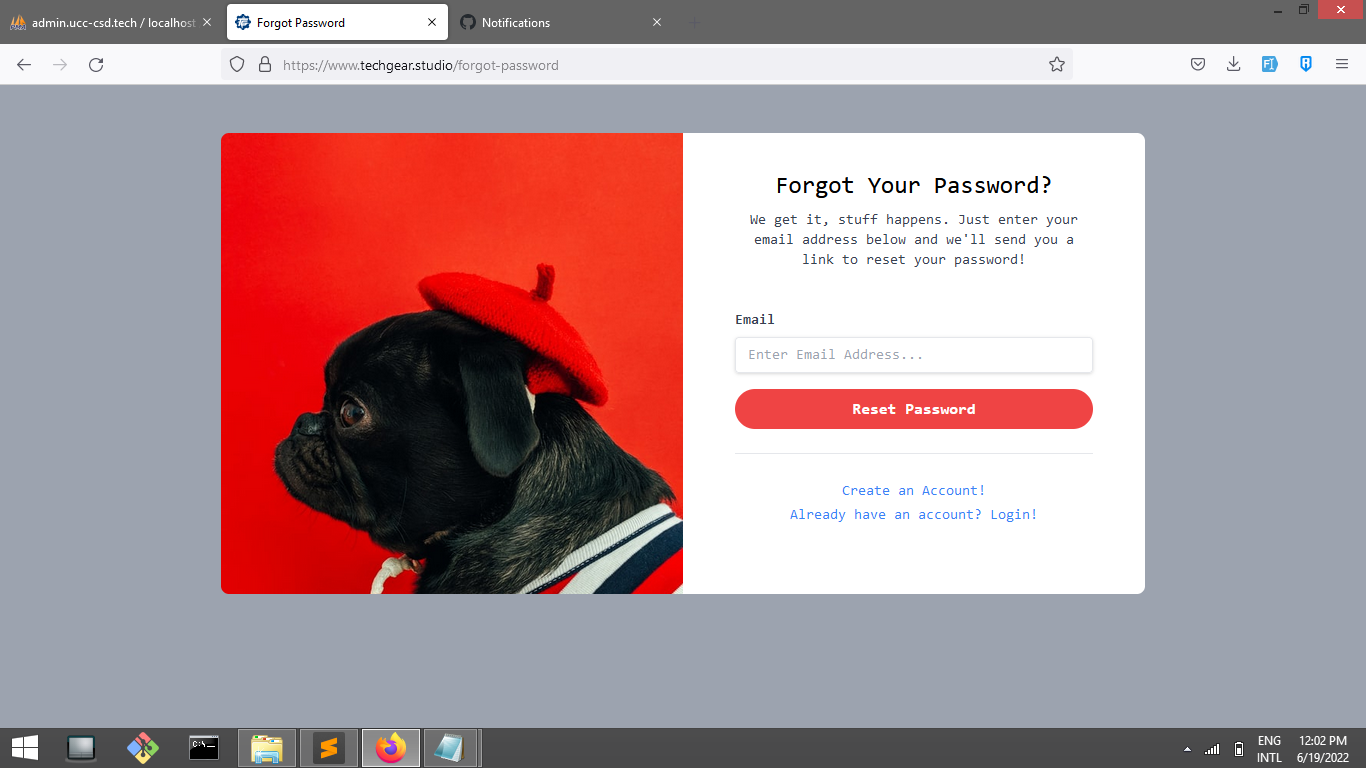 admin.ucc-csd.tech / localhost
Forgot Password
Notifications
https://www.techgear.studio/forgot-password
Forgot Your Password?
We get it, stuff happens. Just enter your
email address below and we'll send you a
link to reset your password!
Email
Enter Email Address...
Reset Password
Create an Account!
Already have an account? Login!
ENG
INTL
12:02 PM
6/19/2022